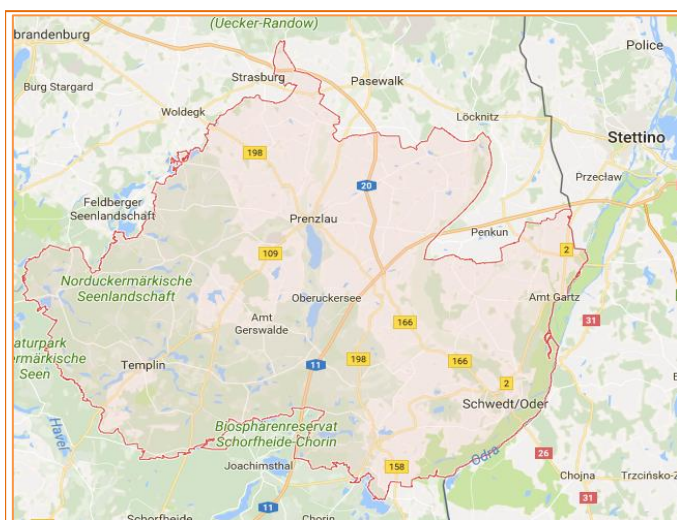 (Uecker-Randow)
brandenburg
Police
Strasburg
Pasewalk
Burg Stargard
Woldegk
Löcknitz
Stettino
198
Przecław
20
Feldberger
Seenlandschaft
Prenzlau
Penkun
2
109
Norduckermärkische
Seenlandschaft
Oberuckersee
Amt Gartz
Amt
Gerswalde
166
31
aturpark
ermärkische
Seen
Templin
11
198
166
2
Schwedt/Oder
Havel
Biosphärenreservat
Schorfheide-Chorin
Odra
26
Joachimsthal
158
Chojna
Trzcińsko-Z
31
11
Schorfheide
Chorin